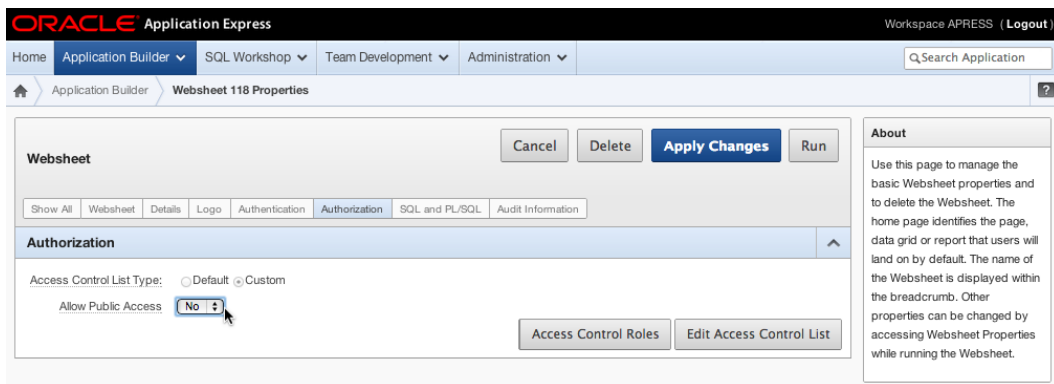 ORACLE Application Express
Workspace APRESS (Logout)
Home Application Builder SQL Workshop Team Development Administration
Search Application
Application Builder Websheet 118 Properties
?
Websheet
Cancel Delete Apply Changes Run
Show All Websheet Details Logo Authentication Authorization SQL and PL/SQL Audit Information
Authorization
Access Control List Type: Default Custom
Allow Public Access No
Access Control Roles Edit Access Control List
About
Use this page to manage the
basic Websheet properties and
to delete the Websheet. The
home page identifies the page,
data grid or report that users will
land on by default. The name of
the Websheet is displayed within
the breadcrumb. Other
properties can be changed by
accessing Websheet Properties
while running the Websheet.